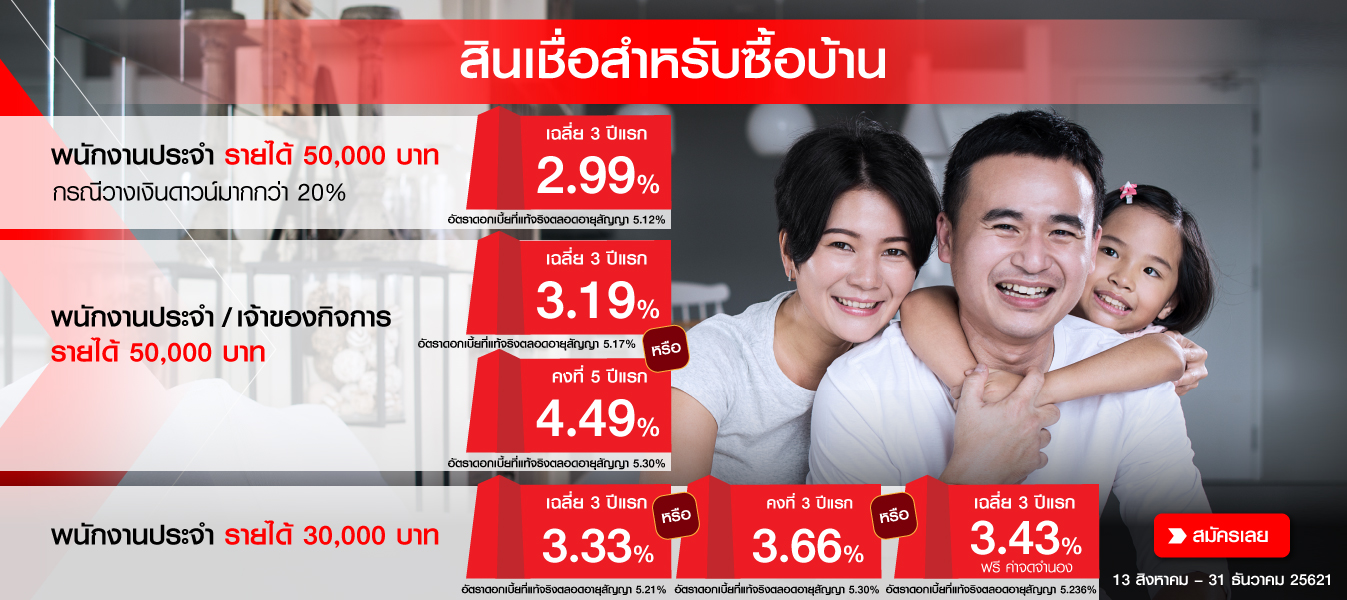 สินเชื่อสำหรับซื้อบ้าน
พนักงานประจำ รายได้ 50,000 บาท
กรณีวางเงินดาวน์มากกว่า 20%
เฉลี่ย 3 ปีแรก
2.99%
อัตราดอกเบี้ยที่แท้จริงตลอดอายุสัญญา 5.12%
พนักงานประจำ / เจ้าของกิจการ
รายได้ 50,000 บาท
เฉลี่ย 3 ปีแรก
3.19%
อัตราดอกเบี้ยที่แท้จริงตลอดอายุสัญญา 5.17%
หรือ
คงที่ 5 ปีแรก
4.49%
อัตราดอกเบี้ยที่แท้จริงตลอดอายุสัญญา 5.30%
พนักงานประจำ รายได้ 30,000 บาท
เฉลี่ย 3 ปีแรก
3.33%
อัตราดอกเบี้ยที่แท้จริงตลอดอายุสัญญา 5.21%
หรือ
คงที่ 3 ปีแรก
3.66%
อัตราดอกเบี้ยที่แท้จริงตลอดอายุสัญญา 5.30%
หรือ
เฉลี่ย 3 ปีแรก
3.43%
ฟรี ค่าจดจำนอง
อัตราดอกเบี้ยที่แท้จริงตลอดอายุสัญญา 5.236%
สมัครเลย
13 สิงหาคม – 31 ธันวาคม 25621